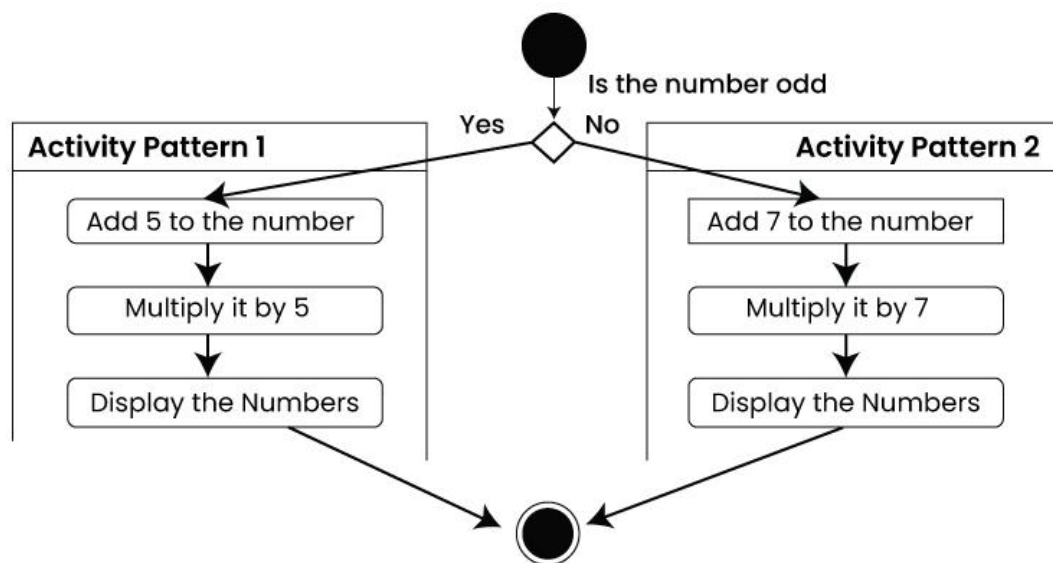 Is the number odd
Yes
No
Activity Pattern 1
Add 5 to the number
Multiply it by 5
Display the Numbers
Activity Pattern 2
Add 7 to the number
Multiply it by 7
Display the Numbers